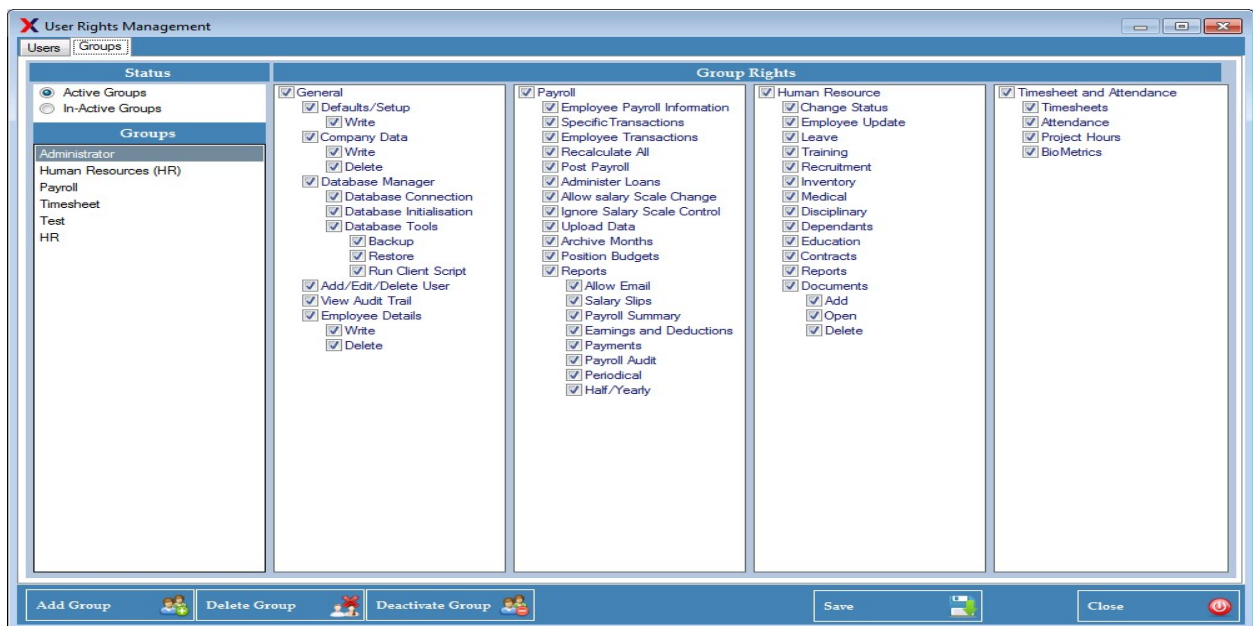 User Rights Management
Users Groups
Status
Active Groups
In-Active Groups
Groups
Administrator
Human Resources (HR)
Payroll
Timesheet
Test
HR
Group Rights
General
Defaults/Setup
Write
Company Data
Write
Delete
Database Manager
Database Connection
Database Initialisation
Database Tools
Backup
Restore
Run Client Script
Add/Edit/Delete User
View Audit Trail
Employee Details
Write
Delete
Payroll
Employee Payroll Information
Specific Transactions
Employee Transactions
Recalculate All
Post Payroll
Administer Loans
Allow salary Scale Change
Ignore Salary Scale Control
Upload Data
Archive Months
Position Budgets
Reports
Allow Email
Salary Slips
Payroll Summary
Earnings and Deductions
Payments
Payroll Audit
Periodical
Half/Yearly
Human Resource
Change Status
Employee Update
Leave
Training
Recruitment
Inventory
Medical
Disciplinary
Dependants
Education
Contracts
Reports
Documents
Add
Open
Delete
Timesheet and Attendance
Timesheets
Attendance
Project Hours
BioMetrics
Add Group
Delete Group
Deactivate Group
Save
Close